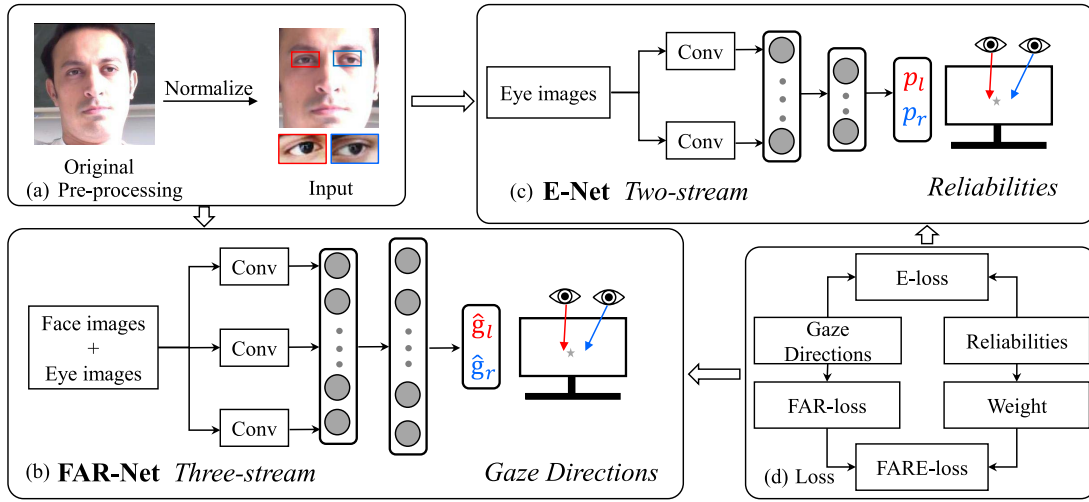 Normalize
Original
(a) Pre-processing
Input
Eye images
Conv
Conv
p_l
p_r
(c) E-Net Two-stream
Reliabilities
Face images
+
Eye images
Conv
Conv
Conv
ĝ_l
ĝ_r
(b) FAR-Net Three-stream
Gaze Directions
E-loss
Gaze
Directions
Reliabilities
FAR-loss
Weight
FARE-loss
(d) Loss